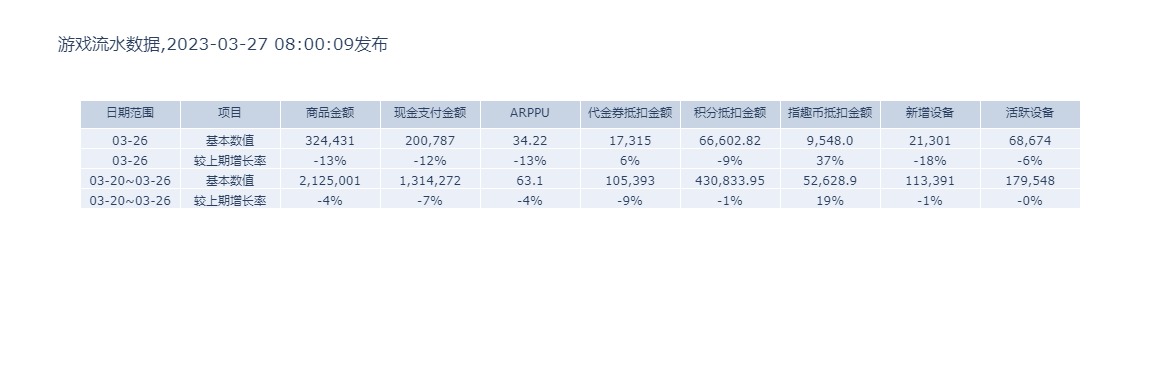 游戏流水数据,2023-03-27 08:00:09发布
日期范围 项目 商品金额 现金支付金额 ARPPU 代金券抵扣金额 积分抵扣金额 指趣币抵扣金额 新增设备 活跃设备
03-26 基本数值 324,431 200,787 34.22 17,315 66,602.82 9,548.0 21,301 68,674
03-26 较上期增长率 -13% -12% -13% 6% -9% 37% -18% -6%
03-20~03-26 基本数值 2,125,001 1,314,272 63.1 105,393 430,833.95 52,628.9 113,391 179,548
03-20~03-26 较上期增长率 -4% -7% -4% -9% -1% 19% -1% -0%